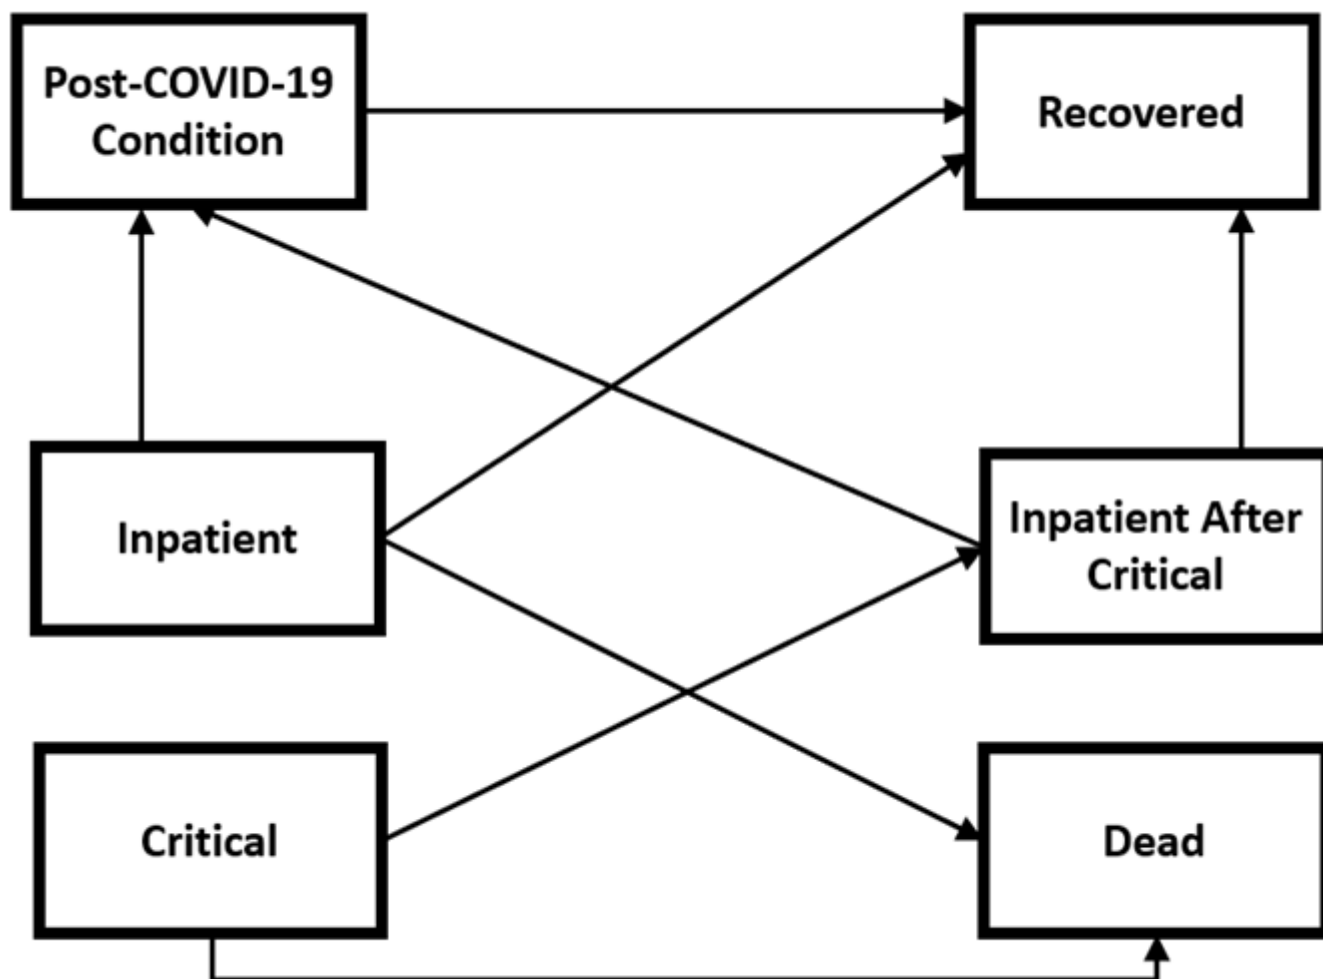 Post-COVID-19
Condition
Recovered
Inpatient
Inpatient After
Critical
Critical
Dead